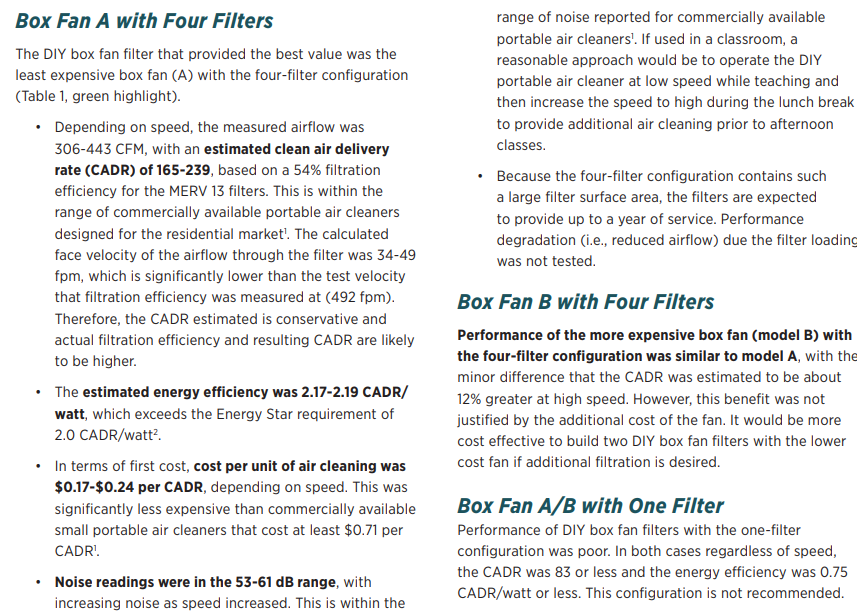 Box Fan A with Four Filters
The DIY box fan filter that provided the best value was the
least expensive box fan (A) with the four-filter configuration
(Table 1, green highlight).
• Depending on speed, the measured airflow was
306-443 CFM, with an estimated clean air delivery
rate (CADR) of 165-239, based on a 54% filtration
efficiency for the MERV 13 filters. This is within the
range of commercially available portable air cleaners
designed for the residential market¹. The calculated
face velocity of the airflow through the filter was 34-49
fpm, which is significantly lower than the test velocity
that filtration efficiency was measured at (492 fpm).
Therefore, the CADR estimated is conservative and
actual filtration efficiency and resulting CADR are likely
to be higher.
• The estimated energy efficiency was 2.17-2.19 CADR/
watt, which exceeds the Energy Star requirement of
2.0 CADR/watt².
• In terms of first cost, cost per unit of air cleaning was
$0.17-$0.24 per CADR, depending on speed. This was
significantly less expensive than commercially available
small portable air cleaners that cost at least $0.71 per
CADR¹.
• Noise readings were in the 53-61 dB range, with
increasing noise as speed increased. This is within the
range of noise reported for commercially available
portable air cleaners¹. If used in a classroom, a
reasonable approach would be to operate the DIY
portable air cleaner at low speed while teaching and
then increase the speed to high during the lunch break
to provide additional air cleaning prior to afternoon
classes.
• Because the four-filter configuration contains such
a large filter surface area, the filters are expected
to provide up to a year of service. Performance
degradation (i.e., reduced airflow) due the filter loading
was not tested.
Box Fan B with Four Filters
Performance of the more expensive box fan (model B) with
the four-filter configuration was similar to model A, with the
minor difference that the CADR was estimated to be about
12% greater at high speed. However, this benefit was not
justified by the additional cost of the fan. It would be more
cost effective to build two DIY box fan filters with the lower
cost fan if additional filtration is desired.
Box Fan A/B with One Filter
Performance of DIY box fan filters with the one-filter
configuration was poor. In both cases regardless of speed,
the CADR was 83 or less and the energy efficiency was 0.75
CADR/watt or less. This configuration is not recommended.